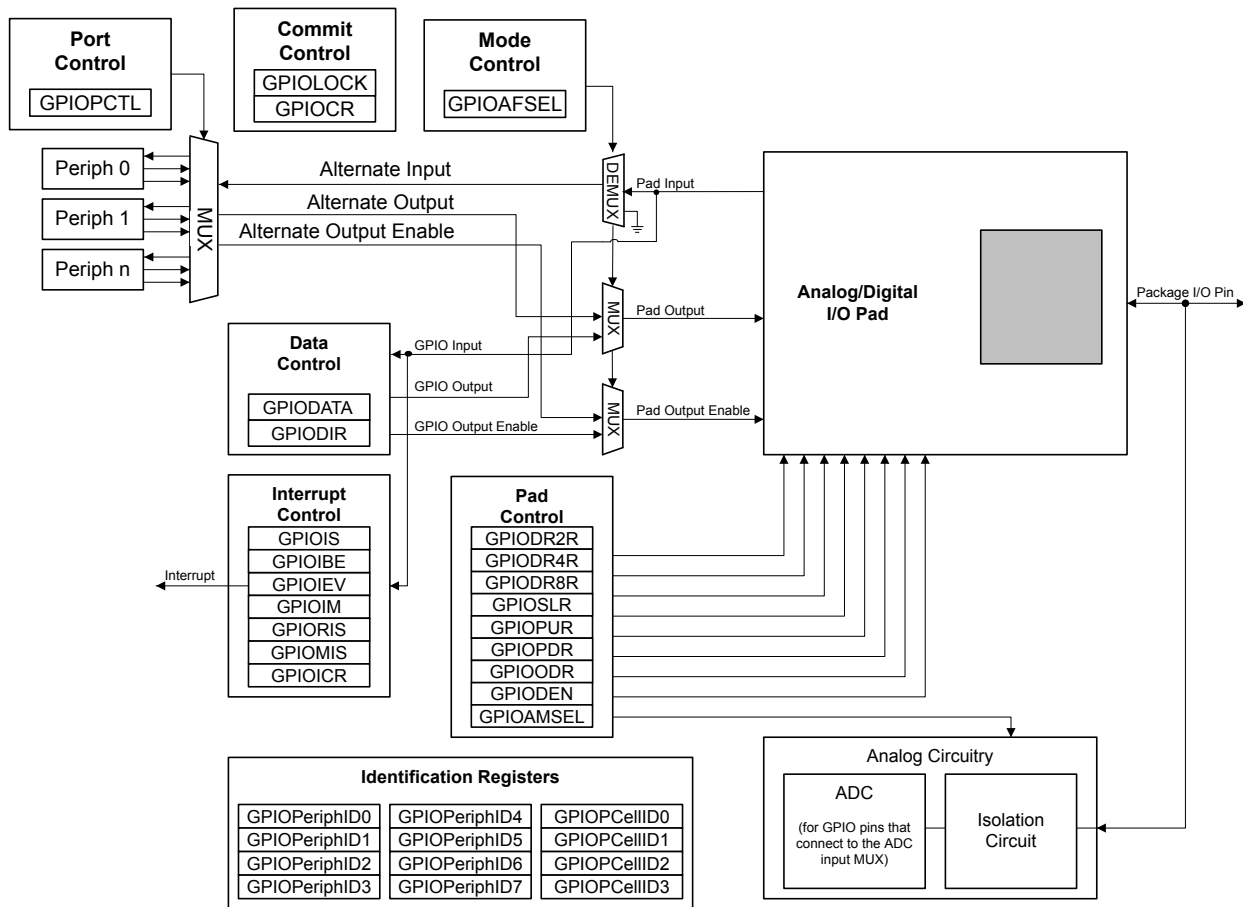 Port
Control
GPIOPCTL
Commit
Control
GPIOLOCK
GPIOCR
Mode
Control
GPIOAFSEL
Periph 0
Periph 1
Periph n
MUX
Alternate Input
Alternate Output
Alternate Output Enable
DEMUX
Pad Input
MUX
Pad Output
MUX
Pad Output Enable
Analog/Digital
I/O Pad
Package I/O Pin
Data
Control
GPIODATA
GPIODIR
GPIO Input
GPIO Output
GPIO Output Enable
Interrupt
Control
GPIOIS
GPIOIBE
GPIOIEV
GPIOIM
GPIORIS
GPIOMIS
GPIOICR
Interrupt
Pad
Control
GPIODR2R
GPIODR4R
GPIODR8R
GPIOSLR
GPIOPUR
GPIOPDR
GPIOODR
GPIODEN
GPIOAMSEL
Analog Circuitry
ADC
(for GPIO pins that
connect to the ADC
input MUX)
Isolation
Circuit
Identification Registers
GPIOPeriphID0
GPIOPeriphID1
GPIOPeriphID2
GPIOPeriphID3
GPIOPeriphID4
GPIOPeriphID5
GPIOPeriphID6
GPIOPeriphID7
GPIOPCellID0
GPIOPCellID1
GPIOPCellID2
GPIOPCellID3